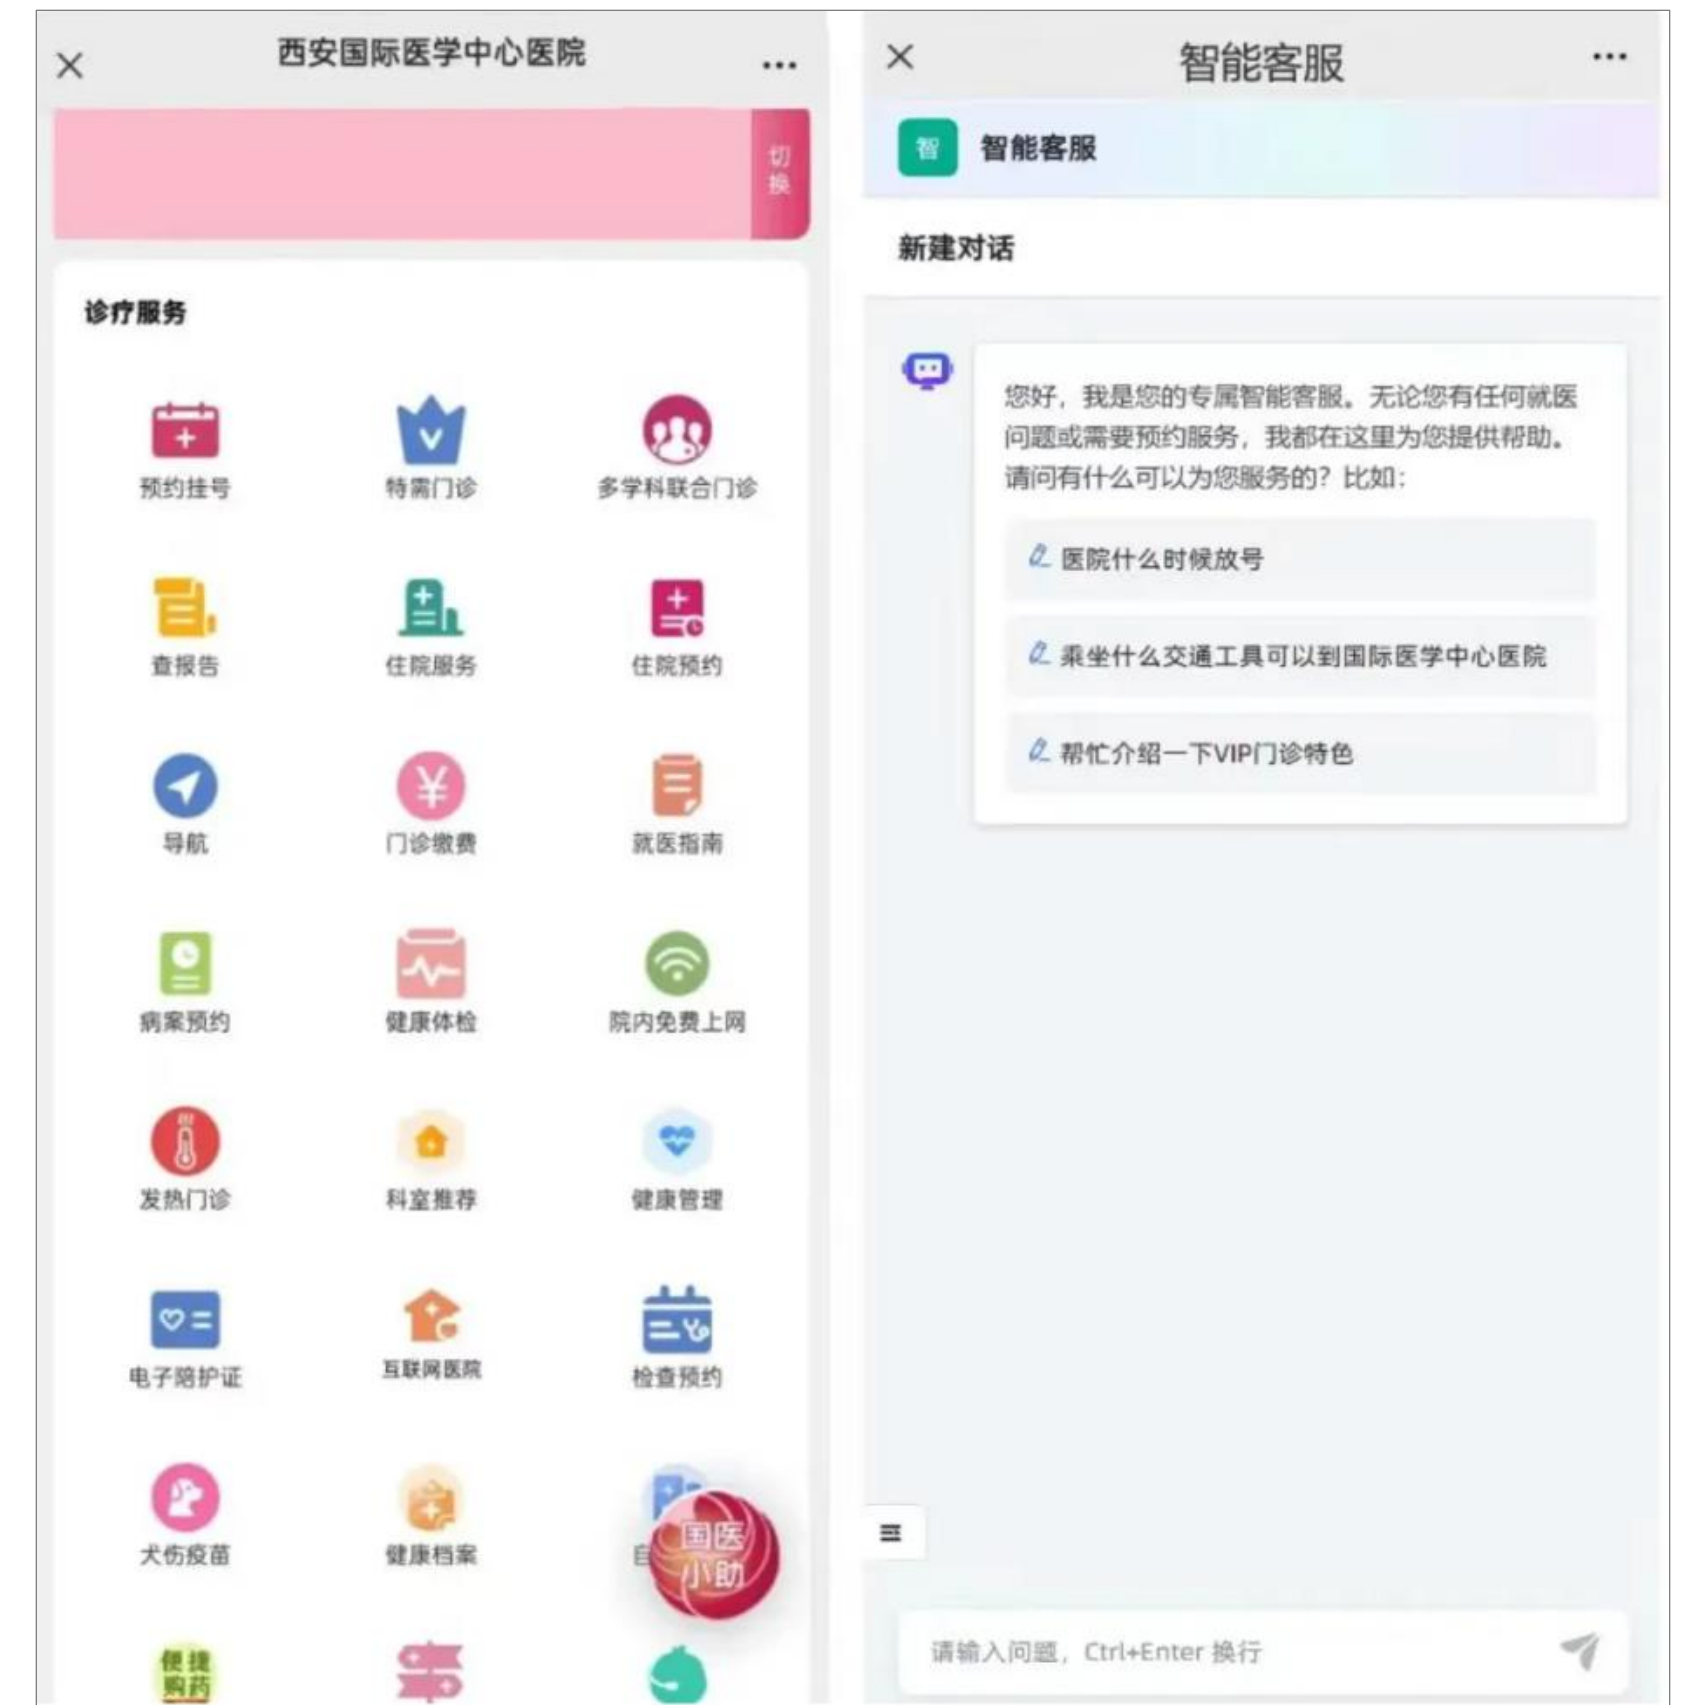 西安国际医学中心医院
切
换
诊疗服务
预约挂号
特需门诊
多学科联合门诊
查报告
住院服务
住院预约
导航
门诊缴费
就医指南
病案预约
健康体检
院内免费上网
发热门诊
科室推荐
健康管理
电子陪护证
互联网医院
检查预约
犬伤疫苗
健康档案
国医
小助
便捷
购药
智能客服
智 智能客服
新建对话
您好，我是您的专属智能客服。无论您有任何就医
问题或需要预约服务，我都在这里为您提供帮助。
请问有什么可以为您服务的？比如：
医院什么时候放号
乘坐什么交通工具可以到国际医学中心医院
帮忙介绍一下VIP门诊特色
请输入问题，Ctrl+Enter 换行